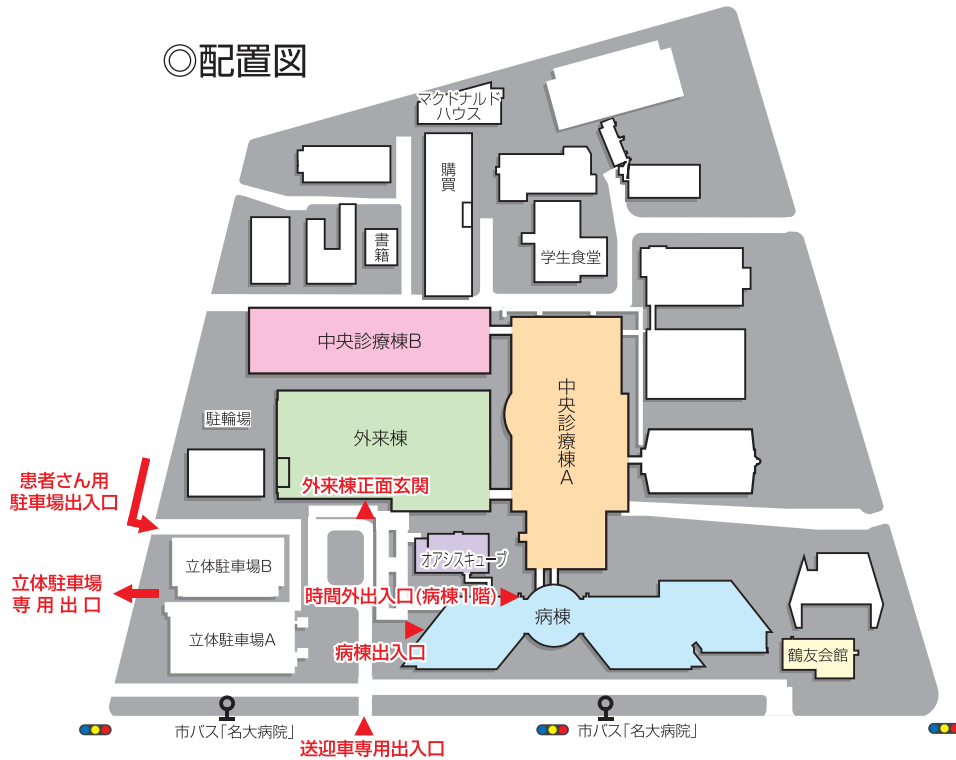 ◎配置図
マクドナルド
ハウス
購買
書籍
学生食堂
中央診療棟B
中央診療棟A
外来棟
駐輪場
外来棟正面玄関
患者さん用
駐車場出入口
オアシスキューブ
立体駐車場B
立体駐車場
専用出口
時間外出入口(病棟1階)
病棟
立体駐車場A
病棟出入口
鶴友会館
市バス「名大病院」
市バス「名大病院」
送迎車専用出入口